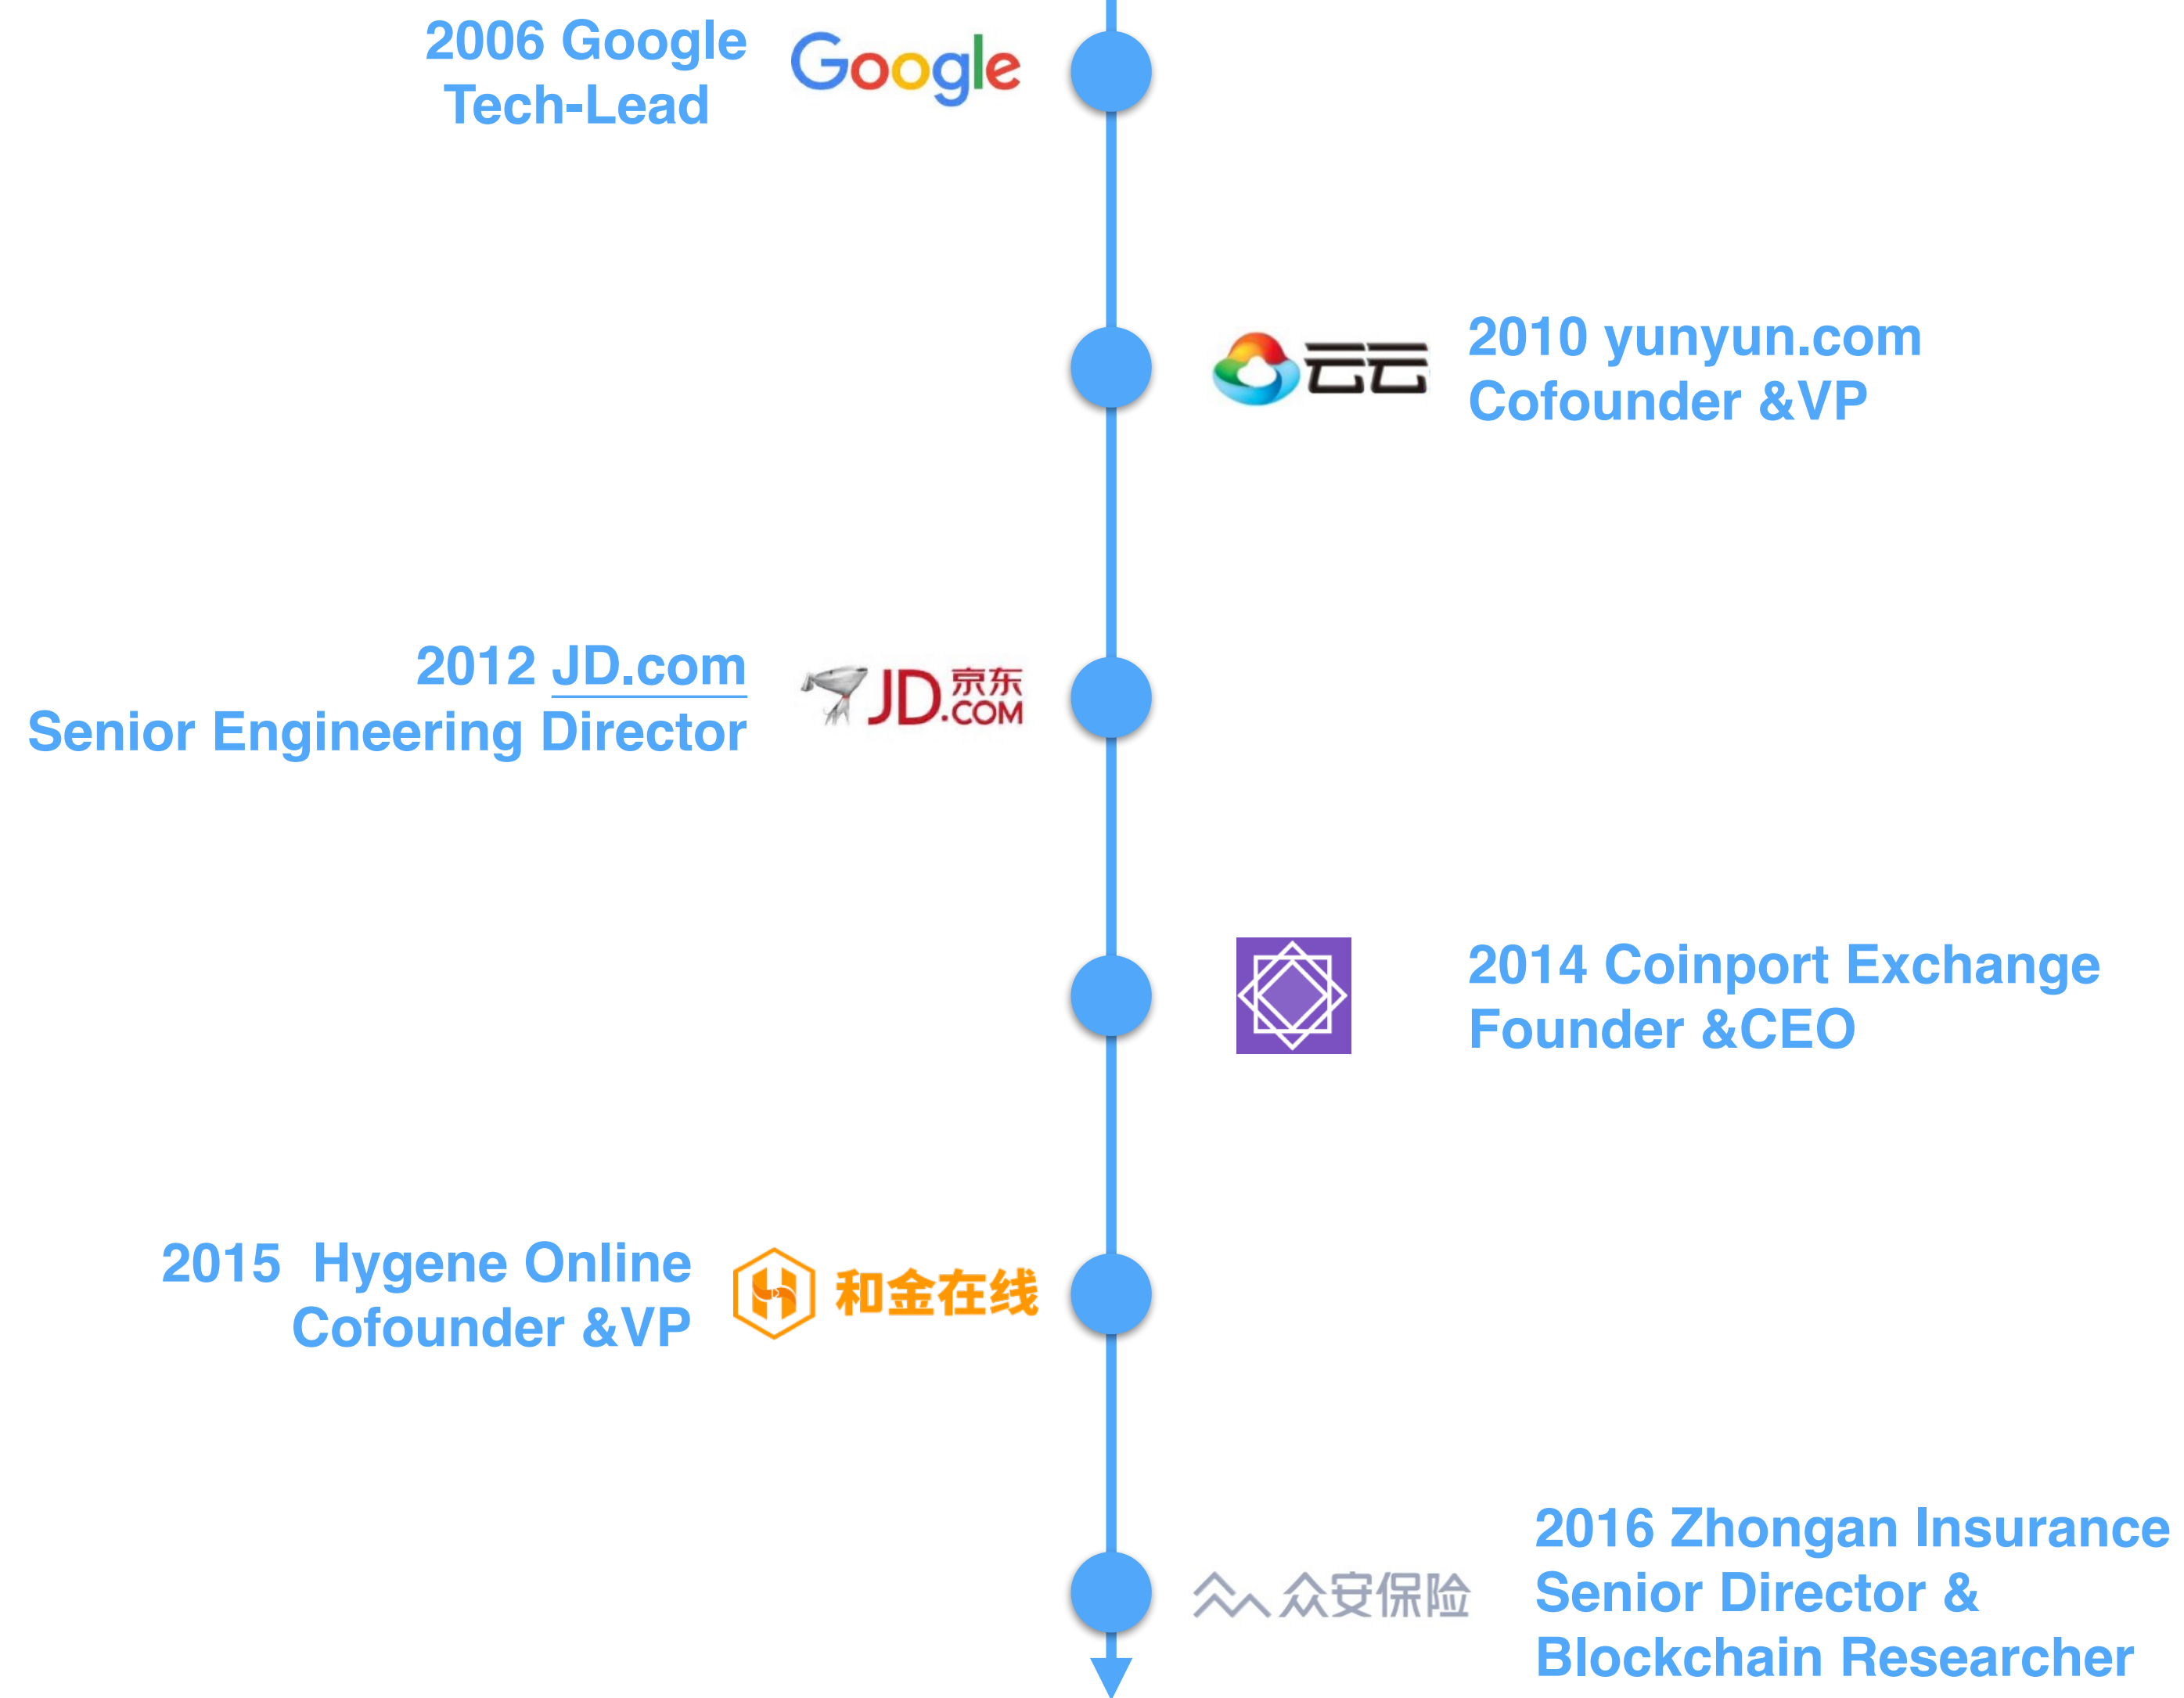 2006 Google
Tech-Lead
Google
云云
2010 yunyun.com
Cofounder &VP
2012 JD.com
Senior Engineering Director
JD.京东
.COM
2014 Coinport Exchange
Founder &CEO
2015 Hygene Online
Cofounder &VP
和金在线
众安保险
2016 Zhongan Insurance
Senior Director &
Blockchain Researcher